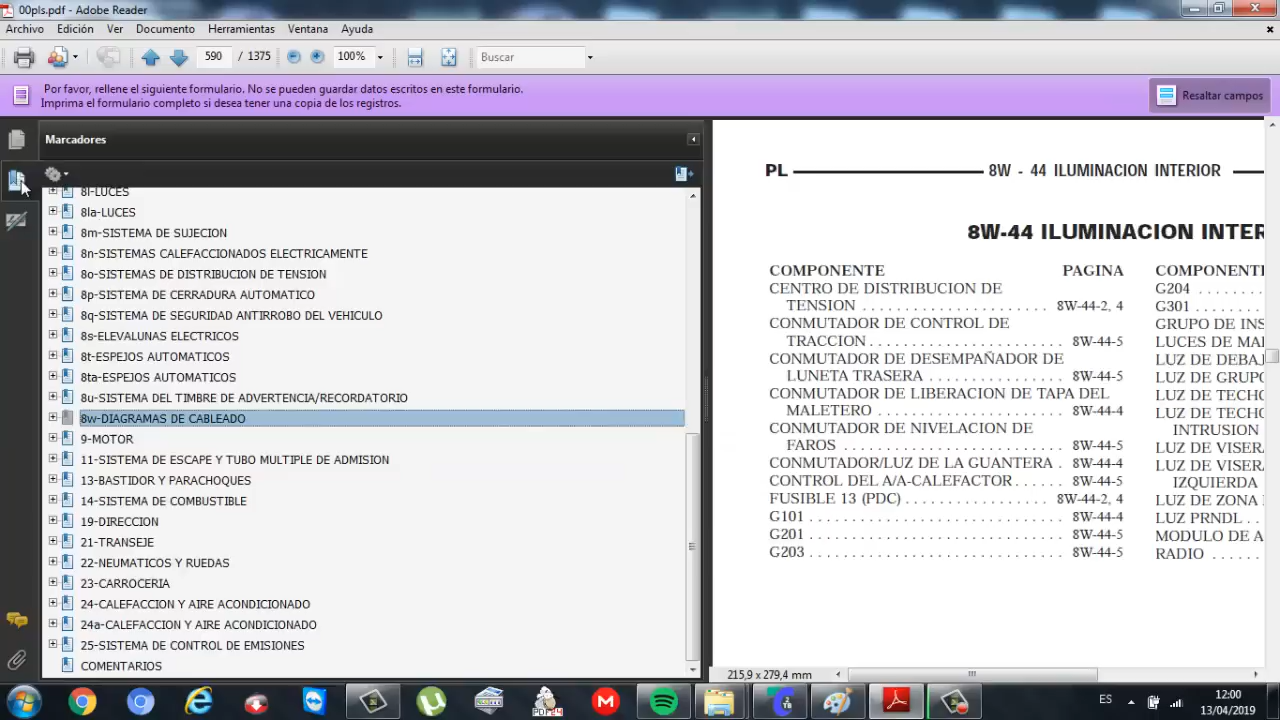 00pls.pdf - Adobe Reader
Archivo Edición Ver Documento Herramientas Ventana Ayuda
590 / 1375 100% Buscar
Por favor, rellene el siguiente formulario. No se pueden guardar datos escritos en este formulario.
Imprima el formulario completo si desea tener una copia de los registros.
Resaltar campos
Marcadores
8l-LUCES
8la-LUCES
8m-SISTEMA DE SUJECION
8n-SISTEMAS CALEFACCIONADOS ELECTRICAMENTE
8o-SISTEMAS DE DISTRIBUCION DE TENSION
8p-SISTEMA DE CERRADURA AUTOMATICO
8q-SISTEMA DE SEGURIDAD ANTIRROBO DEL VEHICULO
8s-ELEVALUNAS ELECTRICOS
8t-ESPEJOS AUTOMATICOS
8ta-ESPEJOS AUTOMATICOS
8u-SISTEMA DEL TIMBRE DE ADVERTENCIA/RECORDATORIO
8w-DIAGRAMAS DE CABLEADO
9-MOTOR
11-SISTEMA DE ESCAPE Y TUBO MULTIPLE DE ADMISION
13-BASTIDOR Y PARACHOQUES
14-SISTEMA DE COMBUSTIBLE
19-DIRECCION
21-TRANSEJE
22-NEUMATICOS Y RUEDAS
23-CARROCERIA
24-CALEFACCION Y AIRE ACONDICIONADO
24a-CALEFACCION Y AIRE ACONDICIONADO
25-SISTEMA DE CONTROL DE EMISIONES
COMENTARIOS
PL 8W - 44 ILUMINACION INTERIOR
8W-44 ILUMINACION INTER
COMPONENTE PAGINA
CENTRO DE DISTRIBUCION DE
TENSION . . . . . . . . . . . . . . . . . . . . 8W-44-2, 4
CONMUTADOR DE CONTROL DE
TRACCION . . . . . . . . . . . . . . . . . . . . . . 8W-44-5
CONMUTADOR DE DESEMPAÑADOR DE
LUNETA TRASERA . . . . . . . . . . . . . . . 8W-44-5
CONMUTADOR DE LIBERACION DE TAPA DEL
MALETERO . . . . . . . . . . . . . . . . . . . . . 8W-44-4
CONMUTADOR DE NIVELACION DE
FAROS . . . . . . . . . . . . . . . . . . . . . . . . 8W-44-5
CONMUTADOR/LUZ DE LA GUANTERA . 8W-44-4
CONTROL DEL A/A-CALEFACTOR . . . . . . 8W-44-5
FUSIBLE 13 (PDC) . . . . . . . . . . . . . . . . 8W-44-2, 4
G101 . . . . . . . . . . . . . . . . . . . . . . . . . . . . 8W-44-4
G201 . . . . . . . . . . . . . . . . . . . . . . . . . . . . 8W-44-5
G203 . . . . . . . . . . . . . . . . . . . . . . . . . . . . 8W-44-5
COMPONENTE
G204 . . . . . . .
G301 . . . . . . .
GRUPO DE INS
LUCES DE MA
LUZ DE DEBA
LUZ DE GRUP
LUZ DE TECH
LUZ DE TECH
INTRUSION
LUZ DE VISER
LUZ DE VISER
IZQUIERDA
LUZ DE ZONA
LUZ PRNDL . .
MODULO DE A
RADIO . . . . .
215,9 x 279,4 mm
PDF24
ES 12:00
13/04/2019